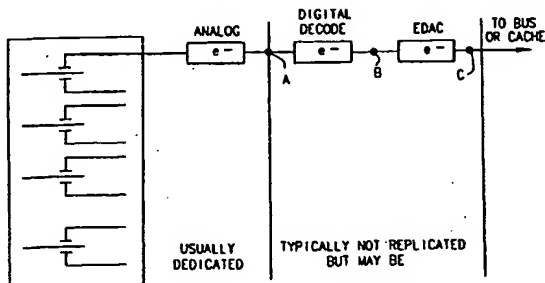 ANALOG
e-
DIGITAL
DECODE
e-
EDAC
e-
TO BUS
OR CACHE
A
B
C
USUALLY
DEDICATED
TYPICALLY NOT REPLICATED
BUT MAY BE